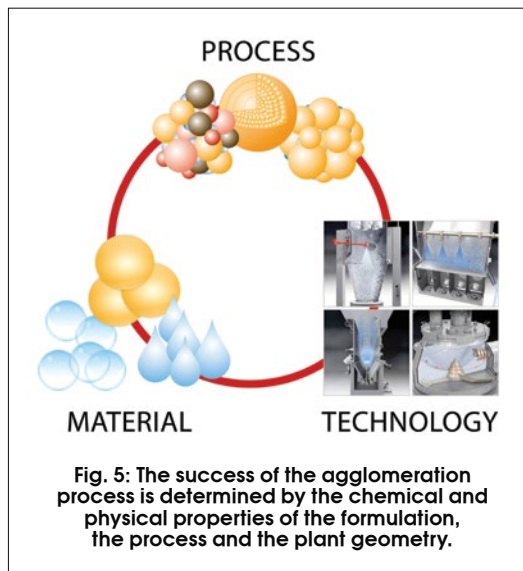 PROCESS
MATERIAL
TECHNOLOGY
Fig. 5: The success of the agglomeration
process is determined by the chemical and
physical properties of the formulation,
the process and the plant geometry.